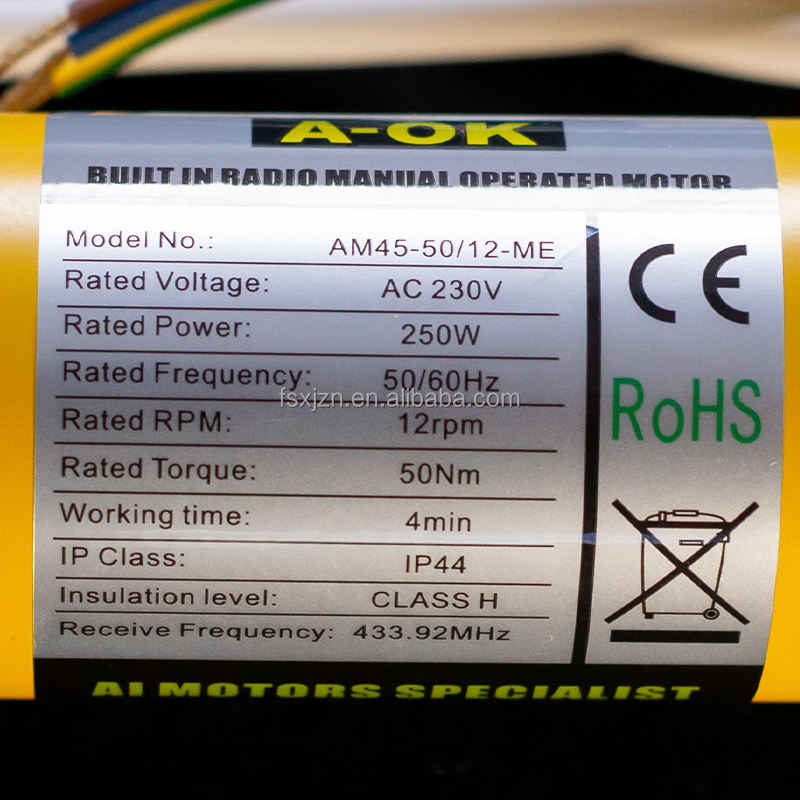 A-OK
BUILT IN RADIO MANUAL OPERATED MOTOR
Model No.: AM45-50/12-ME
Rated Voltage: AC 230V
Rated Power: 250W
Rated Frequency: 50/60Hz
fsxjzn.en.alibaba.com
Rated RPM: 12rpm
Rated Torque: 50Nm
Working time: 4min
IP Class: IP44
Insulation level: CLASS H
Receive Frequency: 433.92MHz
CE
RoHS
AI MOTORS SPECIALIST